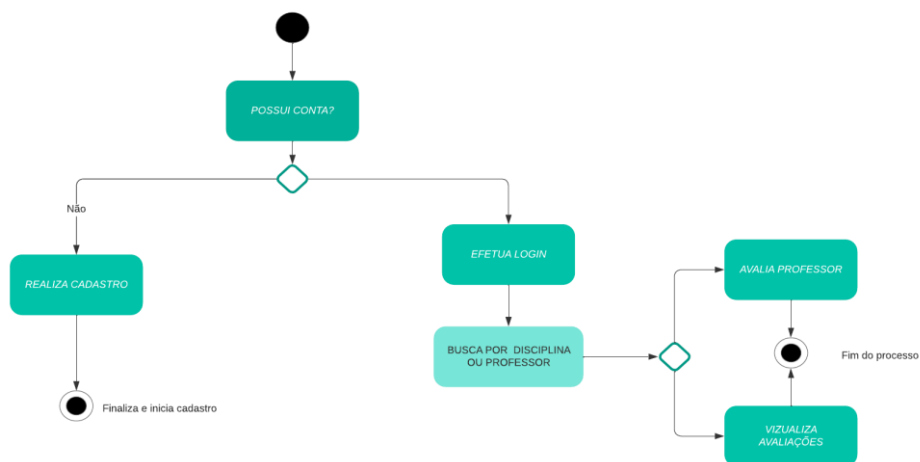 POSSUI CONTA?
Não
REALIZA CADASTRO
Finaliza e inicia cadastro
EFETUA LOGIN
BUSCA POR DISCIPLINA
OU PROFESSOR
AVALIA PROFESSOR
Fim do processo
VIZUALIZA
AVALIAÇÕES